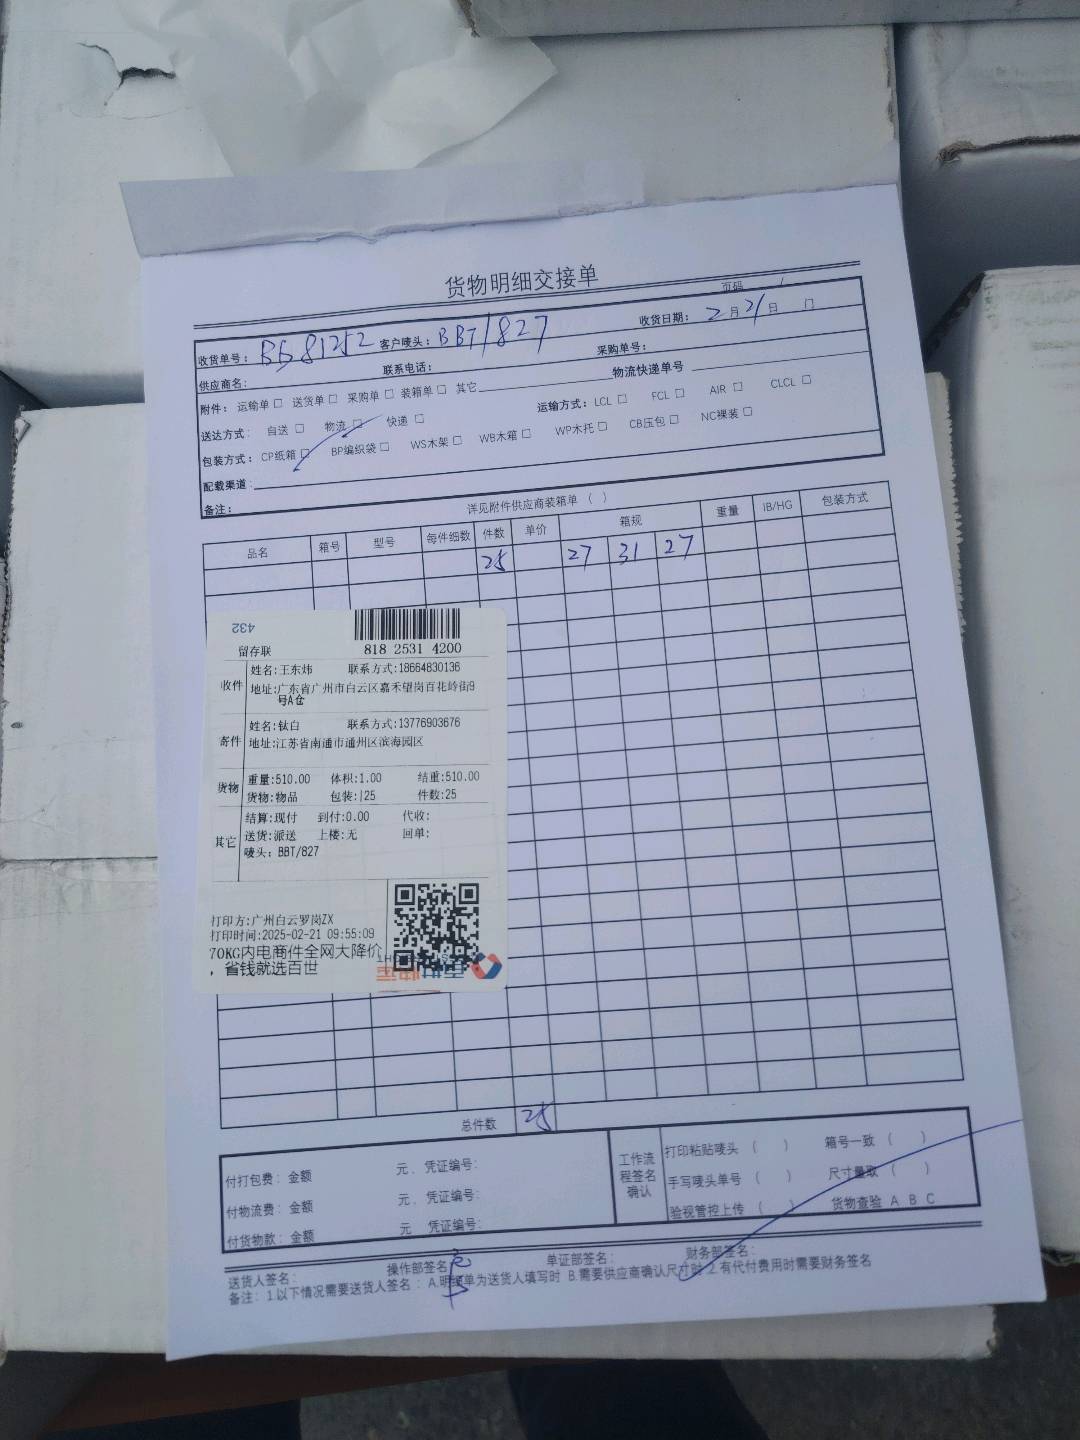 货物明细交接单
页码 /
收货单号: BB81252 客户唛头: BBT/827 收货日期: 2月21日 门
供应商名: 联系电话: 采购单号:
附件: 运输单□ 送货单□ 采购单□ 装箱单□ 其它 物流快递单号
送达方式: 自送□ 物流□ 快递□ 运输方式: LCL□ FCL□ AIR□ CLCL□
包装方式: CP纸箱□ BP编织袋□ WS木架□ WB木箱□ WP木托□ CB压包□ NC裸装□
配载渠道:
备注:
详见附件供应商装箱单 ( )
品名 箱号 型号 每件细数 件数 单价 箱规 重量 IB/HG 包装方式
25 27 31 27
432
留存联 818 2531 4200
收件 姓名:王东炜 联系方式:18664830136
地址:广东省广州市白云区嘉禾望岗百花岭街9
号A仓
寄件 姓名:钛白 联系方式:13776903676
地址:江苏省南通市通州区滨海园区
货物 重量:510.00 体积:1.00 结重:510.00
货物:物品 包装:|25 件数:25
其它 结算:现付 到付:0.00 代收:
送货:派送 上楼:无 回单:
唛头: BBT/827
打印方:广州白云罗岗ZX
打印时间:2025-02-21 09:55:09
70KG内电商件全网大降价
,省钱就选百世
百世快运
总件数 25
付打包费: 金额 元. 凭证编号:
付物流费: 金额 元. 凭证编号:
付货物款: 金额 元 凭证编号:
工作流
程签名
确认
打印粘贴唛头 ( ) 箱号一致 ( )
手写唛头单号 ( ) 尺寸量取 ( )
验视管控上传 ( ) 货物查验 A B C
送货人签名: 操作部签名: 单证部签名: 财务部签名:
备注: 1.以下情况需要送货人签名: A.明细单为送货人填写时 B.需要供应商确认尺寸时 2.有代付费用时需要财务签名